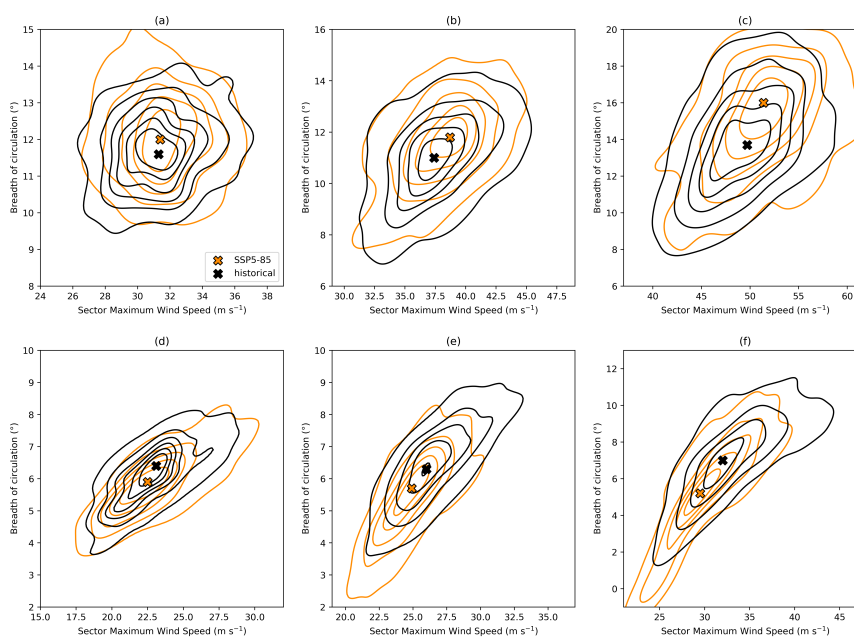 (a)
(b)
(c)
15
14
13
12
11
10
9
8
Breadth of circulation (°)
24 26 28 30 32 34 36 38
Sector Maximum Wind Speed (m s⁻¹)
SSP5-85
historical
16
14
12
10
8
6
Breadth of circulation (°)
30.0 32.5 35.0 37.5 40.0 42.5 45.0 47.5
Sector Maximum Wind Speed (m s⁻¹)
20
18
16
14
12
10
8
6
Breadth of circulation (°)
40 45 50 55 60
Sector Maximum Wind Speed (m s⁻¹)
(d)
(e)
(f)
10
9
8
7
6
5
4
3
2
Breadth of circulation (°)
15.0 17.5 20.0 22.5 25.0 27.5 30.0
Sector Maximum Wind Speed (m s⁻¹)
10
9
8
7
6
5
4
3
2
Breadth of circulation (°)
20.0 22.5 25.0 27.5 30.0 32.5 35.0
Sector Maximum Wind Speed (m s⁻¹)
12
10
8
6
4
2
0
Breadth of circulation (°)
25 30 35 40 45
Sector Maximum Wind Speed (m s⁻¹)